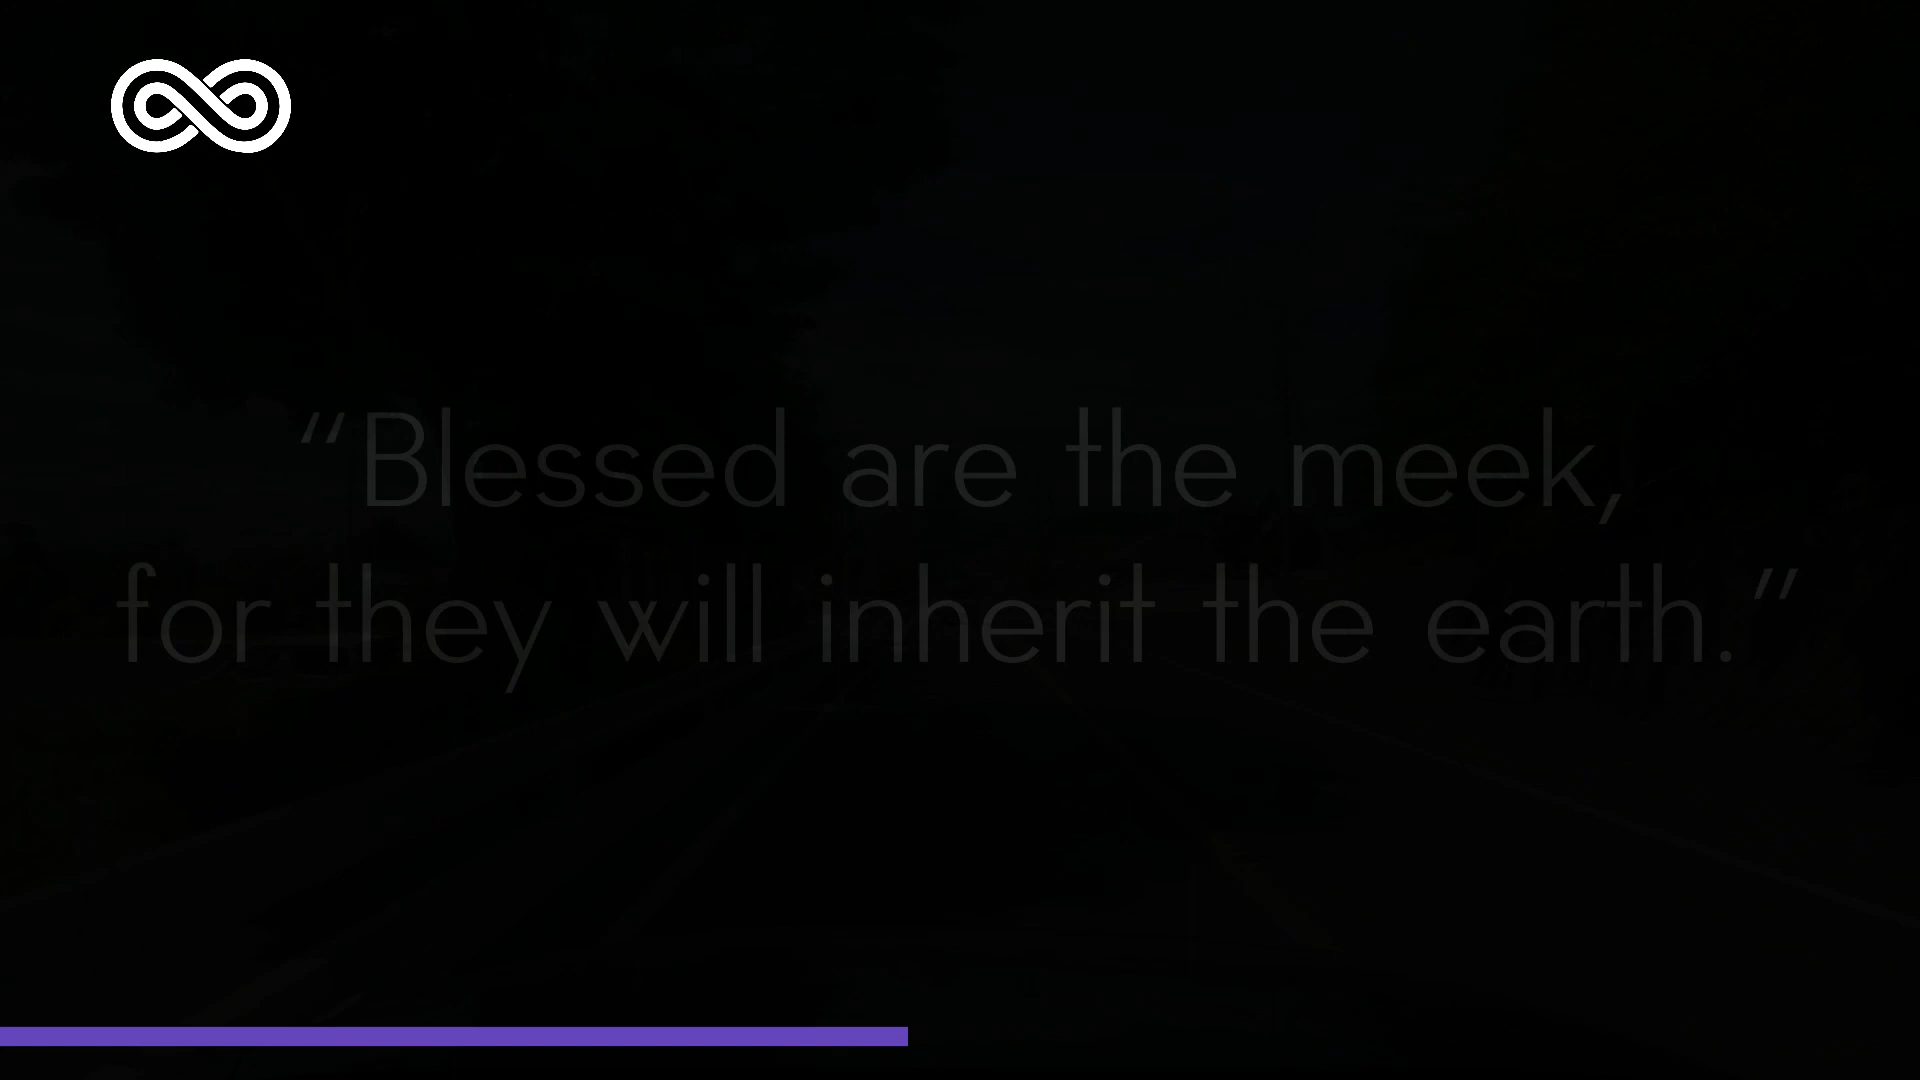 “Blessed are the meek,
for they will inherit the earth.”